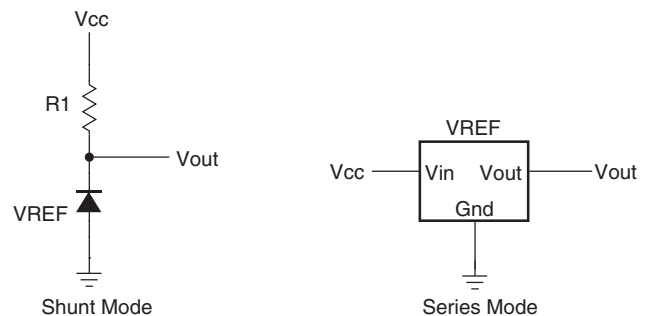 Vcc
R1
Vout
VREF
Shunt Mode
VREF
Vcc
Vin
Vout
Vout
Gnd
Series Mode